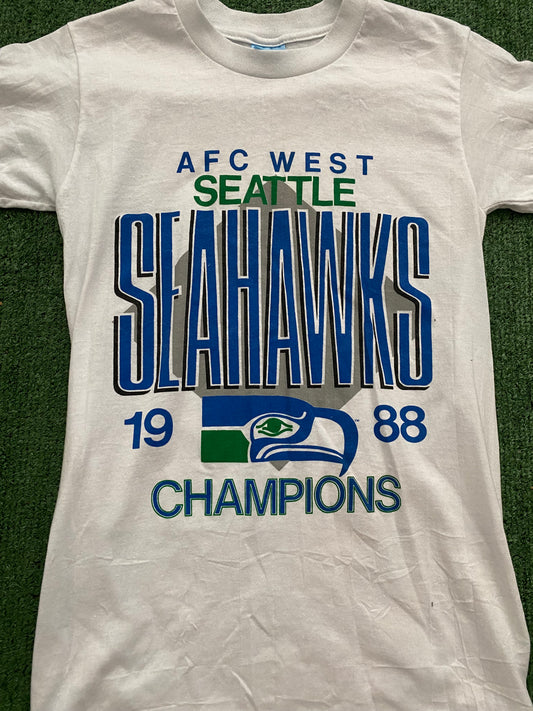 AFC WEST
SEATTLE
SEAHAWKS
19 88
CHAMPIONS